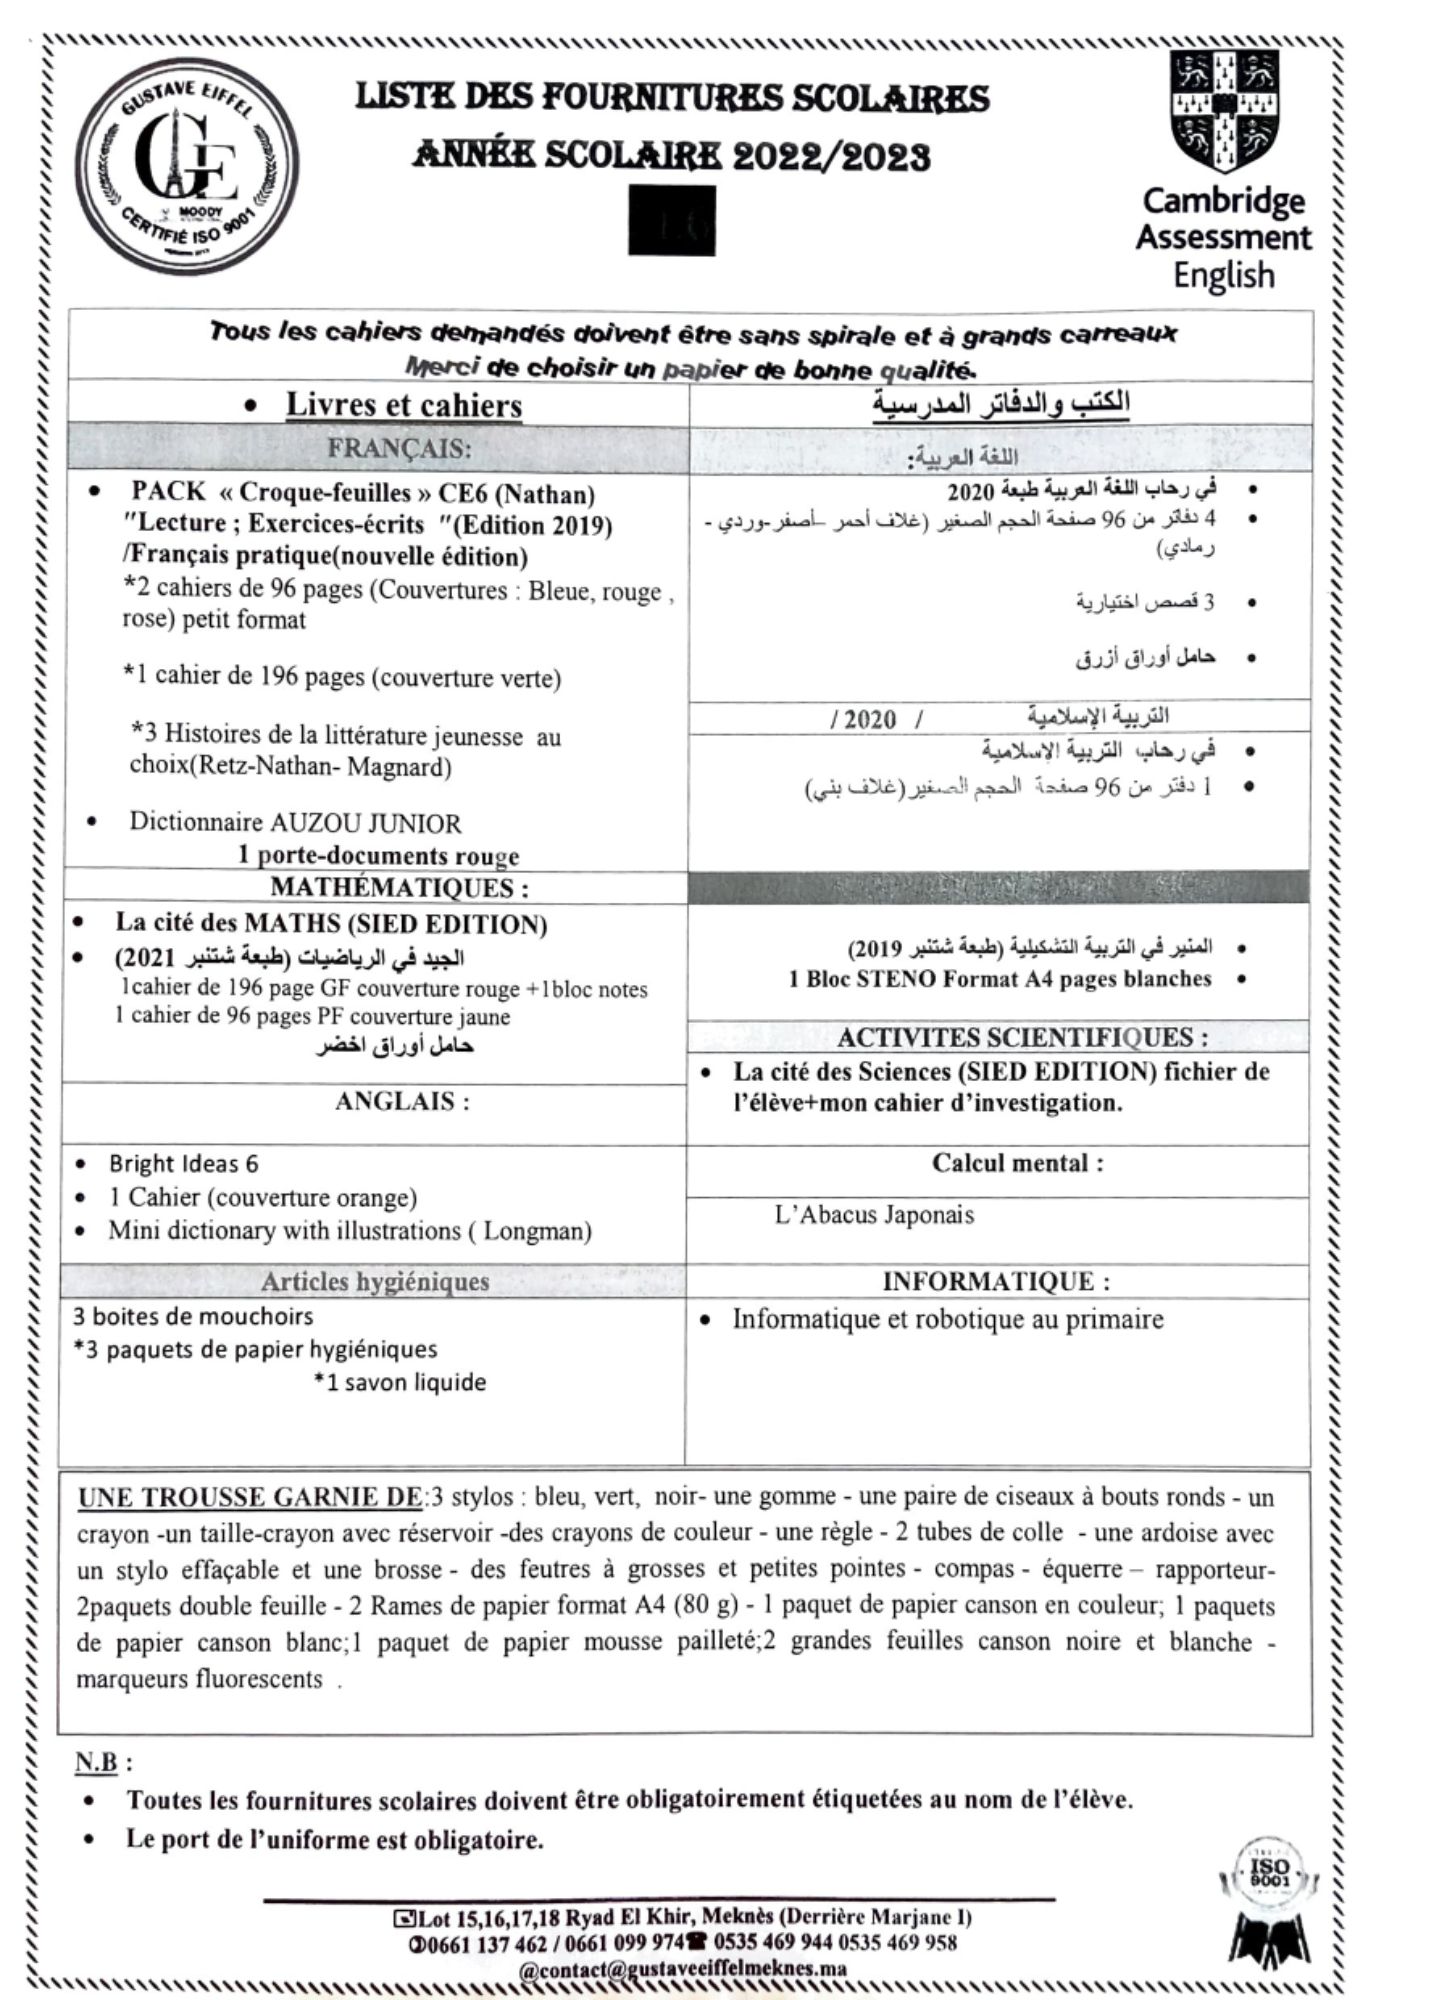 GUSTAVE EIFFEL
GE
MOODY
CERTIFIÉ ISO 9001
LISTE DES FOURNITURES SCOLAIRES
ANNÉE SCOLAIRE 2022/2023
Cambridge
Assessment
English
Tous les cahiers demandés doivent être sans spirale et à grands carreaux
Merci de choisir un papier de bonne qualité.
• Livres et cahiers
FRANÇAIS:
• PACK « Croque-feuilles » CE6 (Nathan)
"Lecture ; Exercices-écrits "(Edition 2019)
/Français pratique(nouvelle édition)
*2 cahiers de 96 pages (Couvertures : Bleue, rouge ,
rose) petit format
*1 cahier de 196 pages (couverture verte)
*3 Histoires de la littérature jeunesse au
choix(Retz-Nathan- Magnard)
• Dictionnaire AUZOU JUNIOR
1 porte-documents rouge
الكتب والدفاتر المدرسية
اللغة العربية:
• في رحاب اللغة العربية طبعة 2020
• 4 دفاتر من 96 صفحة الحجم الصغير (غلاف أحمر –أصفر-وردي -
رمادي)
• 3 قصص اختيارية
• حامل أوراق أزرق
التربية الإسلامية / 2020 /
• في رحاب التربية الإسلامية
• 1 دفتر من 96 صفحة الحجم الصغير(غلاف بني)
MATHÉMATIQUES :
• La cité des MATHS (SIED EDITION)
• الجيد في الرياضيات (طبعة شتنبر 2021)
1cahier de 196 page GF couverture rouge +1bloc notes
1 cahier de 96 pages PF couverture jaune
حامل أوراق اخضر
• المنير في التربية التشكيلية (طبعة شتنبر 2019)
1 Bloc STENO Format A4 pages blanches •
ACTIVITES SCIENTIFIQUES :
• La cité des Sciences (SIED EDITION) fichier de
l'élève+mon cahier d'investigation.
ANGLAIS :
• Bright Ideas 6
• 1 Cahier (couverture orange)
• Mini dictionary with illustrations ( Longman)
Calcul mental :
L'Abacus Japonais
Articles hygiéniques
3 boites de mouchoirs
*3 paquets de papier hygiéniques
*1 savon liquide
INFORMATIQUE :
• Informatique et robotique au primaire
UNE TROUSSE GARNIE DE:3 stylos : bleu, vert, noir- une gomme - une paire de ciseaux à bouts ronds - un
crayon -un taille-crayon avec réservoir -des crayons de couleur - une règle - 2 tubes de colle - une ardoise avec
un stylo effaçable et une brosse - des feutres à grosses et petites pointes - compas - équerre – rapporteur-
2paquets double feuille - 2 Rames de papier format A4 (80 g) - 1 paquet de papier canson en couleur; 1 paquets
de papier canson blanc;1 paquet de papier mousse pailleté;2 grandes feuilles canson noire et blanche -
marqueurs fluorescents .
N.B :
• Toutes les fournitures scolaires doivent être obligatoirement étiquetées au nom de l'élève.
• Le port de l'uniforme est obligatoire.
ISO
9001
Lot 15,16,17,18 Ryad El Khir, Meknès (Derrière Marjane 1)
0661 137 462 / 0661 099 974☎ 0535 469 944 0535 469 958
@contact@gustaveeiffelmeknes.ma